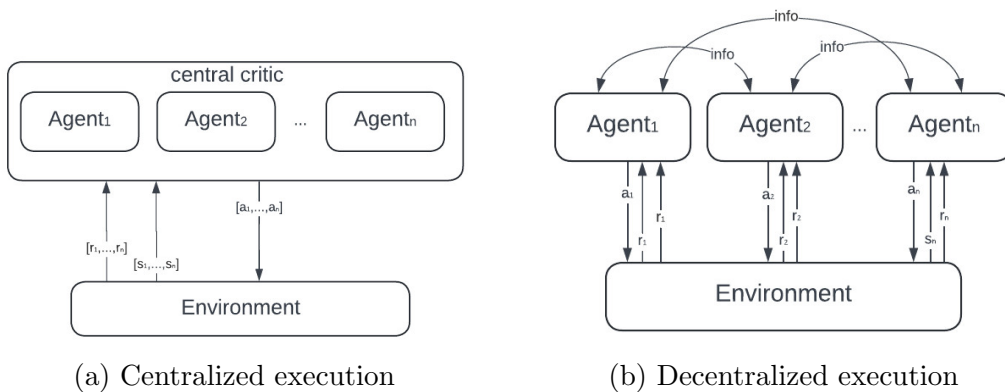 central critic
Agent₁ Agent₂ ... Agentₙ
[a₁,...,aₙ]
[r₁,...,rₙ]
[s₁,...,sₙ]
Environment
(a) Centralized execution
info
info info
Agent₁ Agent₂ ... Agentₙ
a₁ a₂ aₙ
r₁ r₂ rₙ
r₁ r₂ sₙ
Environment
(b) Decentralized execution